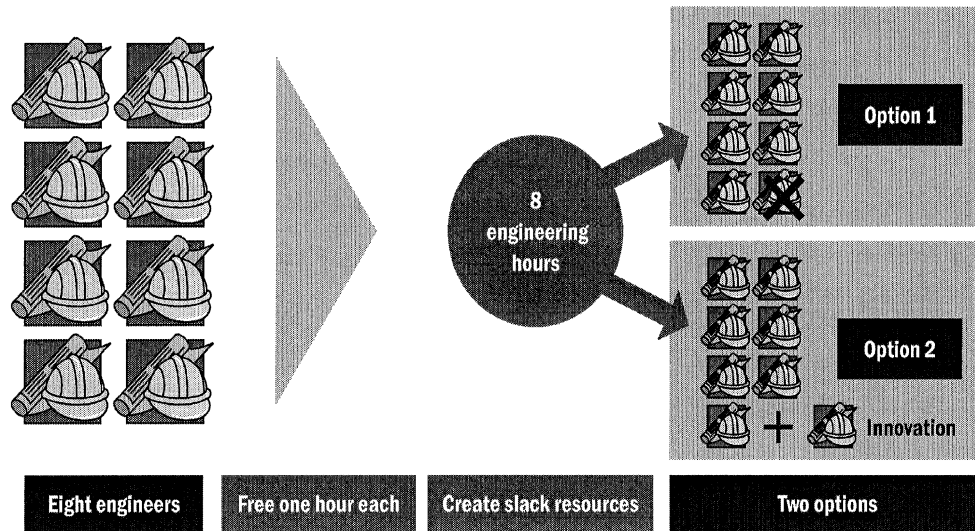 8
engineering
hours
Option 1
Option 2
+ Innovation
Eight engineers
Free one hour each
Create slack resources
Two options